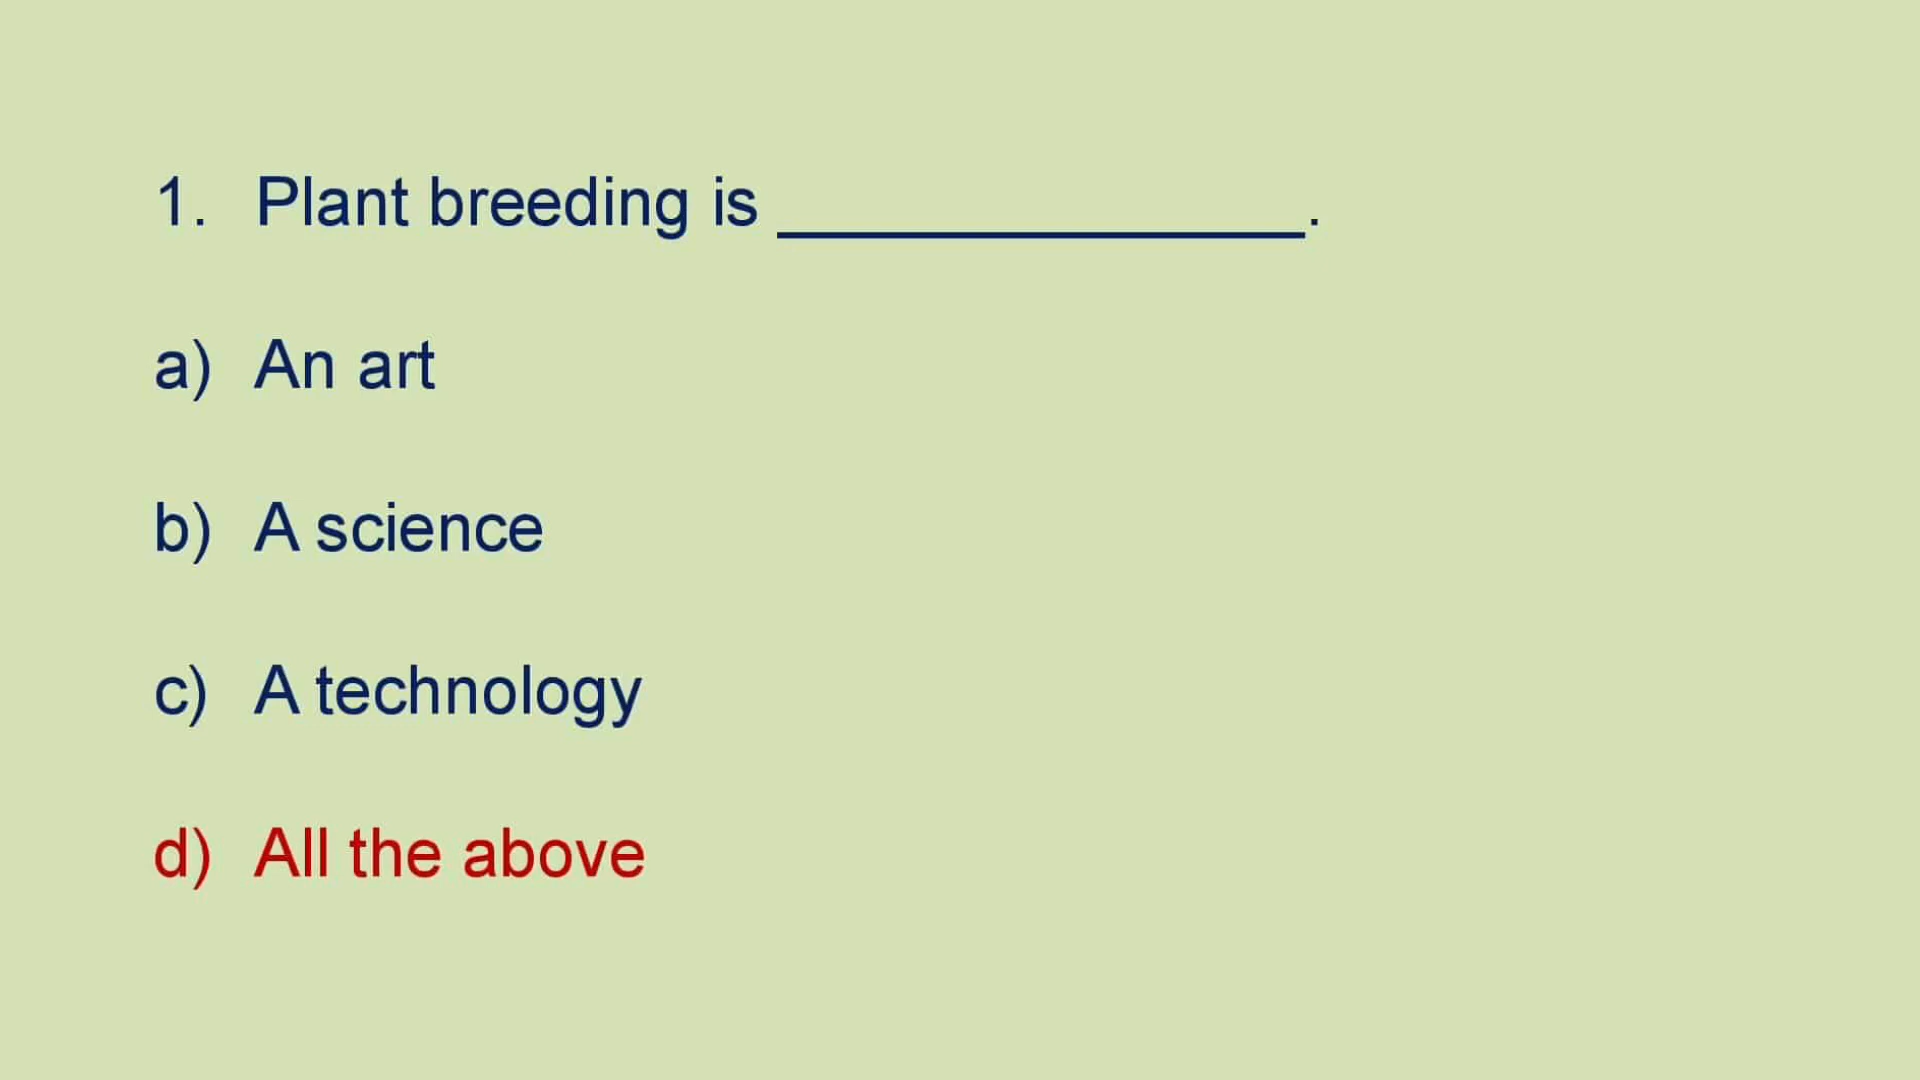 1. Plant breeding is ______________.
a) An art
b) A science
c) A technology
d) All the above